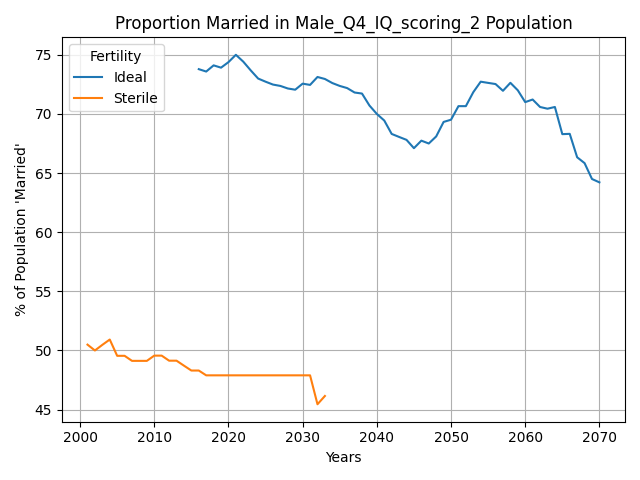 Proportion Married in Male_Q4_IQ_scoring_2 Population
Fertility
Ideal
Sterile
% of Population 'Married'
75
70
65
60
55
50
45
2000 2010 2020 2030 2040 2050 2060 2070
Years